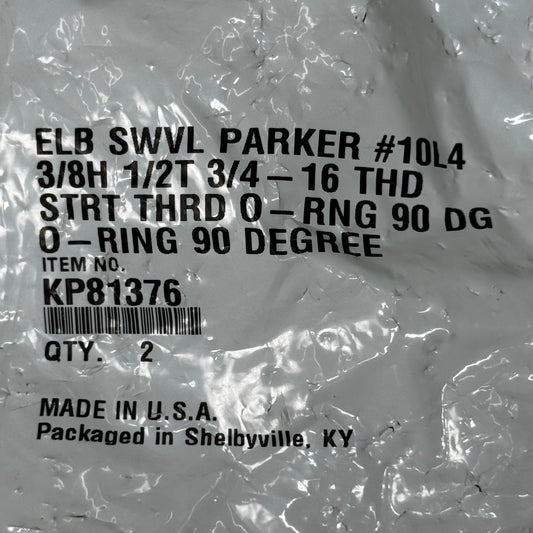 ELB SWVL PARKER #10L4
3/8H 1/2T 3/4-16 THD
STRT THRD O-RNG 90 DG
O-RING 90 DEGREE
ITEM NO.
KP81376
QTY. 2
MADE IN U.S.A.
Packaged in Shelbyville, KY